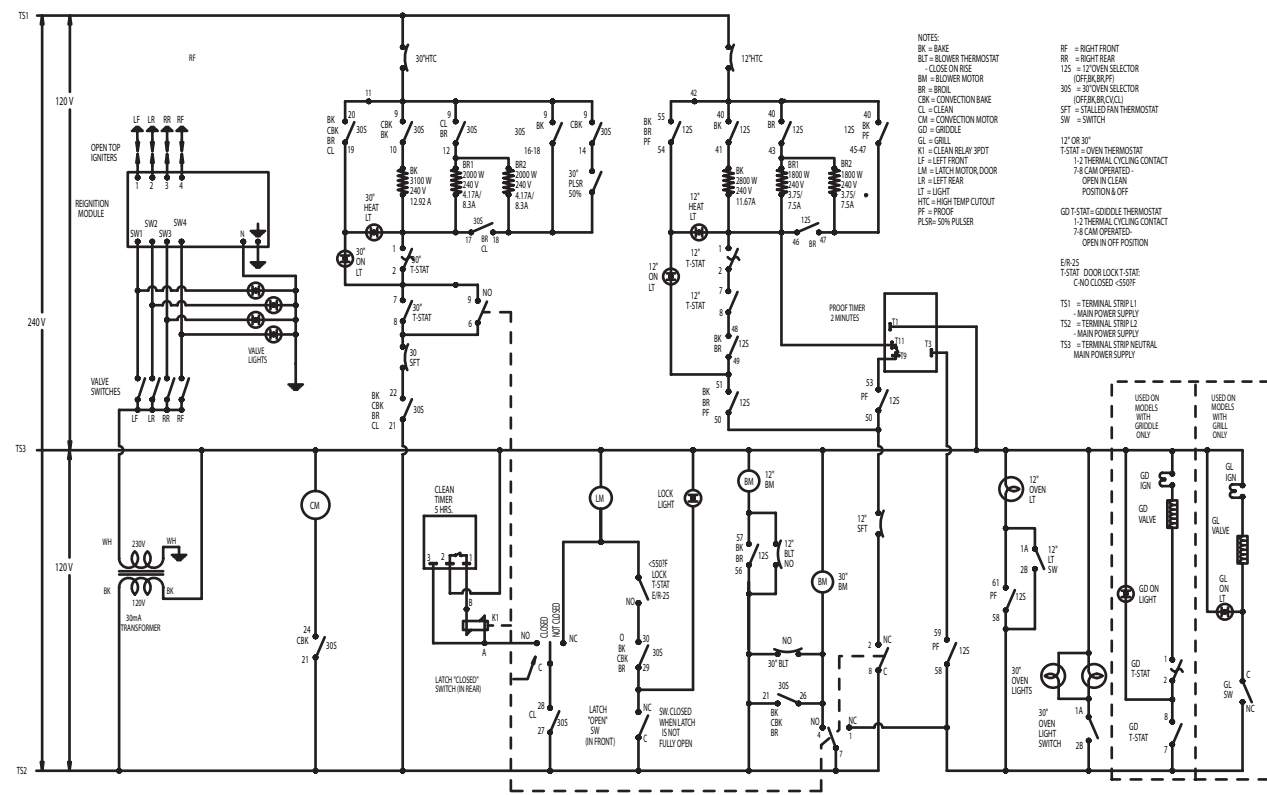 TS1
RF
30"HTC
12"HTC
120 V
240 V
LF LR RR RF
OPEN TOP
IGNITERS
1 2 3 4
REIGNITION
MODULE
SW1
SW2
SW3
SW4
N
VALVE
LIGHTS
VALVE
SWITCHES
LF LR RR RF
11
BK
CBK
BR
CL
20
30S
19
CBK
BK
9
30S
10
CL
BR
9
30S
12
30S
9
BK
16-18
CBK
9
30S
14
BK
3100 W
240 V
12.92 A
BR1
2000 W
240 V
4.17A/
8.3A
BR2
2000 W
240 V
4.17A/
8.3A
30"
PLSR
50%
30"
HEAT
LT
30S
17 18
BR
CL
30"
ON
LT
1
2
30"
T-STAT
7
8
30"
T-STAT
9
NO
6
30
SFT
BK
CBK
BR
CL
22
30S
21
42
BK
BR
PF
55
12S
54
40
BK
12S
41
40
BR
12S
43
12S
40
BK
PF
45-47
BK
2800 W
240 V
11.67A
BR1
1800 W
240 W
3.75/
7.5A
BR2
1800 W
240 V
3.75/
7.5A
12"
HEAT
LT
12S
46 47
BR
12"
ON
LT
12"
T-STAT
1
2
12"
T-STAT
7
8
BK
BR
48
12S
49
BK
BR
PF
51
12S
50
PROOF TIMER
2 MINUTES
T1
T11
T9
T3
53
PF
12S
50
NOTES:
BK = BAKE
BLT = BLOWER THERMOSTAT
- CLOSE ON RISE
BM = BLOWER MOTOR
BR = BROIL
CBK = CONVECTION BAKE
CL = CLEAN
CM = CONVECTION MOTOR
GD = GRIDDLE
GL = GRILL
K1 = CLEAN RELAY 3PDT
LF = LEFT FRONT
LM = LATCH MOTOR, DOOR
LR = LEFT REAR
LT = LIGHT
HTC = HIGH TEMP CUTOUT
PF = PROOF
PLSR= 50% PULSER
RF = RIGHT FRONT
RR = RIGHT REAR
12S = 12"OVEN SELECTOR
(OFF,BK,BR,PF)
30S = 30"OVEN SELECTOR
(OFF,BK,BR,CV,CL)
SFT = STALLED FAN THERMOSTAT
SW = SWITCH
12" OR 30"
T-STAT= OVEN THERMOSTAT
1-2 THERMAL CYCLING CONTACT
7-8 CAM OPERATED -
OPEN IN CLEAN
POSITION & OFF
GD T-STAT= GDIDDLE THERMOSTAT
1-2 THERMAL CYCLING CONTACT
7-8 CAM OPERATED-
OPEN IN OFF POSITION
E/R-25
T-STAT DOOR LOCK T-STAT:
C-NO CLOSED <550?F
TS1 = TERMINAL STRIP L1
- MAIN POWER SUPPLY
TS2 = TERMINAL STRIP L2
- MAIN POWER SUPPLY
TS3 = TERMINAL STRIP NEUTRAL
MAIN POWER SUPPLY
USED ON
MODELS
WITH
GRIDDLE
ONLY
USED ON
MODELS
WITH
GRILL
ONLY
TS3
120 V
WH
230V
WH
BK
120V
BK
30mA
TRANSFORMER
CM
24
CBK
30S
21
CLEAN
TIMER
5 HRS.
3 2 1
B
K1
A
LATCH "CLOSED"
SWITCH (IN REAR)
NO
CLOSED
NOT CLOSED
NC
C
28
CL
30S
27
LATCH
"OPEN"
SW
(IN FRONT)
LM
LOCK
LIGHT
<550?F
LOCK
T-STAT
E/R-25
NO
O
BK
CBK
BR
30
30S
29
NC
C
SW. CLOSED
WHEN LATCH
IS NOT
FULLY OPEN
BM
12"
BM
57
BK
BR
56
12S
12"
BLT
NO
BM
30"
BM
NO
30" BLT
30S
21 26
BK
CBK
BR
NO
4
NC
1
7
12"
SFT
2
NC
8
C
59
PF
12S
58
12"
OVEN
LT
1A
12"
LT
SW
2B
61
PF
12S
58
30"
OVEN
LIGHTS
30"
OVEN
LIGHT
SWITCH
1A
2B
GD
IGN
GD
VALVE
GD ON
LIGHT
GD
T-STAT
1
2
GD
T-STAT
8
7
GL
IGN
GL
VALVE
GL
ON
LT
GL
SW
C
NC
TS2